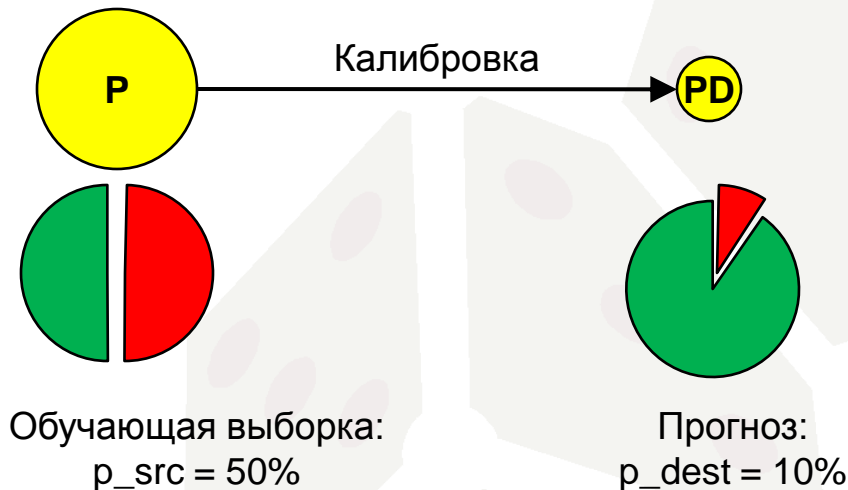 Калибровка
P
PD
Обучающая выборка:
p_src = 50%
Прогноз:
p_dest = 10%